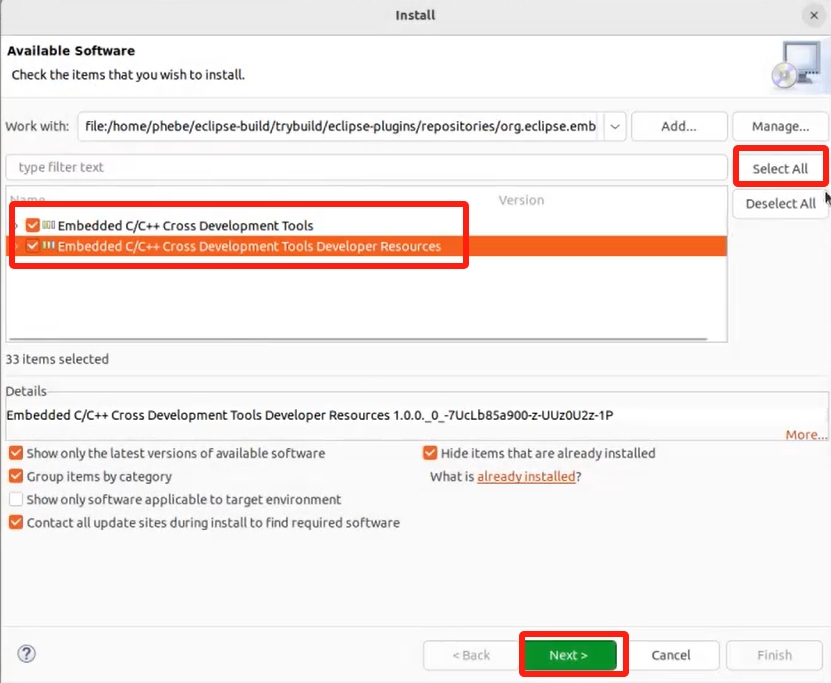 Install
Available Software
Check the items that you wish to install.
Work with: file:/home/phebe/eclipse-build/trybuild/eclipse-plugins/repositories/org.eclipse.emb Add... Manage...
type filter text Select All
Name Version Deselect All
Embedded C/C++ Cross Development Tools
Embedded C/C++ Cross Development Tools Developer Resources
33 items selected
Details
Embedded C/C++ Cross Development Tools Developer Resources 1.0.0._0_-7UcLb85a900-z-UUz0U2z-1P
More...
Show only the latest versions of available software Hide items that are already installed
Group items by category What is already installed?
Show only software applicable to target environment
Contact all update sites during install to find required software
? < Back Next > Cancel Finish